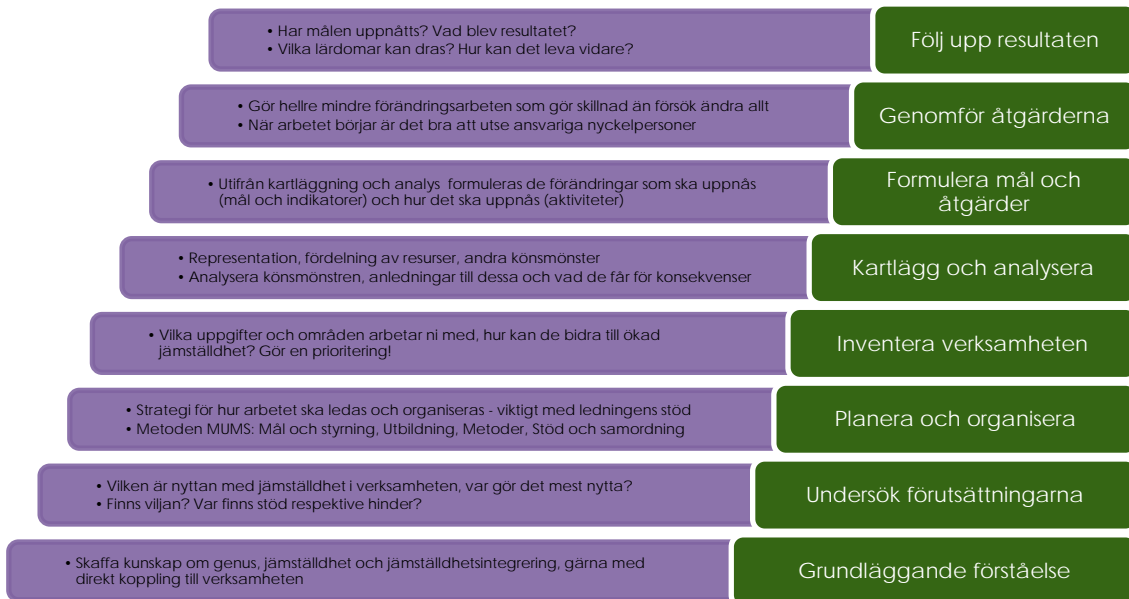 • Har målen uppnåtts? Vad blev resultatet?
• Vilka lärdomar kan dras? Hur kan det leva vidare?
Följ upp resultaten
• Gör hellre mindre förändringsarbeten som gör skillnad än försök ändra allt
• När arbetet börjar är det bra att utse ansvariga nyckelpersoner
Genomför åtgärderna
• Utifrån kartläggning och analys formuleras de förändringar som ska uppnås
(mål och indikatorer) och hur det ska uppnås (aktiviteter)
Formulera mål och
åtgärder
• Representation, fördelning av resurser, andra könsmönster
• Analysera könsmönstren, anledningar till dessa och vad de får för konsekvenser
Kartlägg och analysera
• Vilka uppgifter och områden arbetar ni med, hur kan de bidra till ökad
jämställdhet? Gör en prioritering!
Inventera verksamheten
• Strategi för hur arbetet ska ledas och organiseras - viktigt med ledningens stöd
• Metoden MUMS: Mål och styrning, Utbildning, Metoder, Stöd och samordning
Planera och organisera
• Vilken är nyttan med jämställdhet i verksamheten, var gör det mest nytta?
• Finns viljan? Var finns stöd respektive hinder?
Undersök förutsättningarna
• Skaffa kunskap om genus, jämställdhet och jämställdhetsintegrering, gärna med
direkt koppling till verksamheten
Grundläggande förståelse